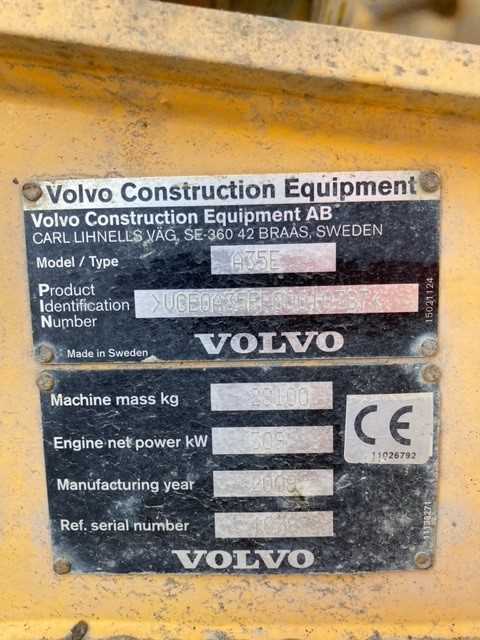 Volvo Construction Equipment
Volvo Construction Equipment AB
CARL LIHNELLS VÄG, SE-360 42 BRAÅS, SWEDEN
Model / Type A35E
Product
Identification
Number
15021124
Made in Sweden VOLVO
Machine mass kg 28100
Engine net power kW
CE
11026792
Manufacturing year
Ref. serial number
VOLVO